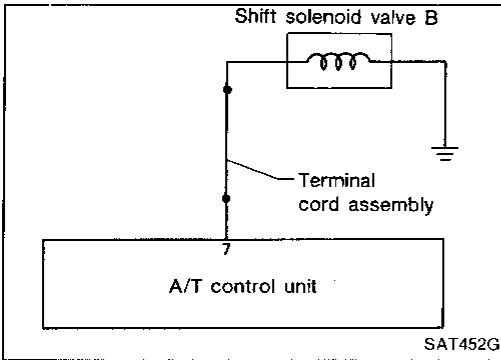 Shift solenoid valve B
Terminal
cord assembly
7
A/T control unit
SAT452G